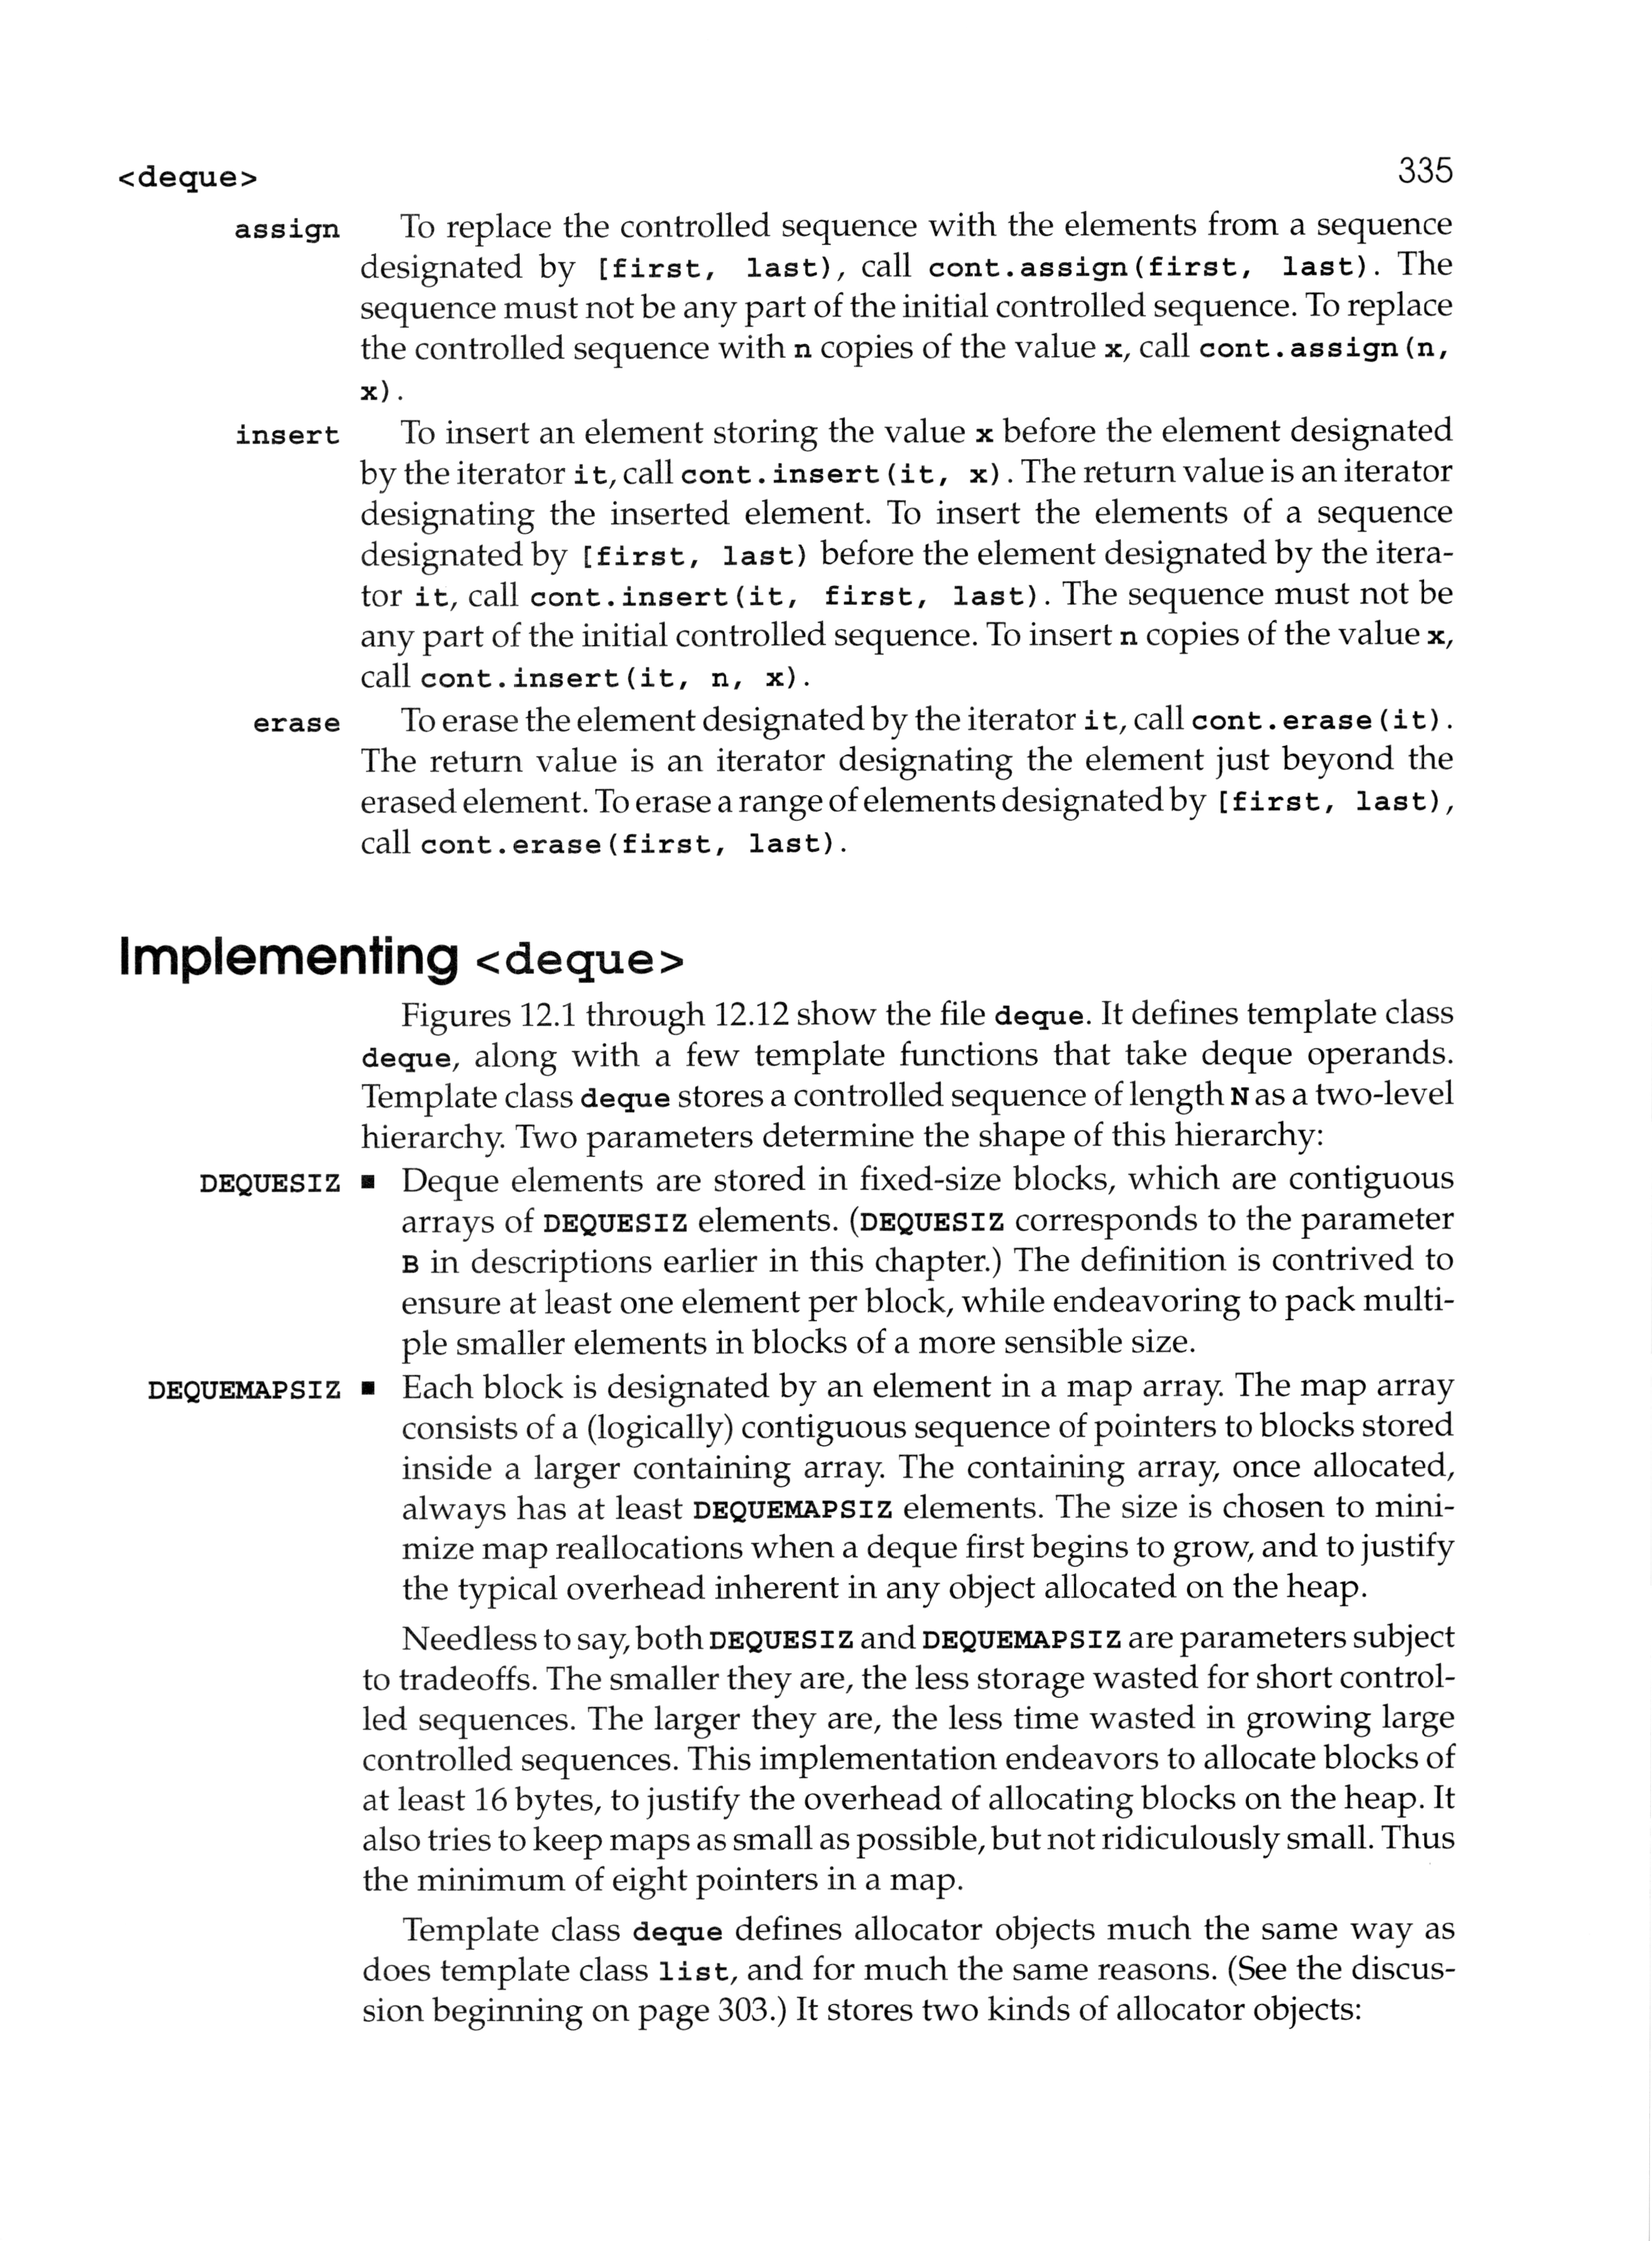 <deque> 335
assign To replace the controlled sequence with the elements from a sequence
designated by [first, last), call cont.assign(first, last). The
sequence must not be any part of the initial controlled sequence. To replace
the controlled sequence with n copies of the value x, call cont.assign(n,
x).
insert To insert an element storing the value x before the element designated
by the iterator it, call cont.insert(it, x). The return value is an iterator
designating the inserted element. To insert the elements of a sequence
designated by [first, last) before the element designated by the itera-
tor it, call cont.insert(it, first, last). The sequence must not be
any part of the initial controlled sequence. To insert n copies of the value x,
call cont.insert(it, n, x).
erase To erase the element designated by the iterator it, call cont.erase(it).
The return value is an iterator designating the element just beyond the
erased element. To erase a range of elements designated by [first, last),
call cont.erase(first, last).
Implementing <deque>
Figures 12.1 through 12.12 show the file deque. It defines template class
deque, along with a few template functions that take deque operands.
Template class deque stores a controlled sequence of length N as a two-level
hierarchy. Two parameters determine the shape of this hierarchy:
DEQUESIZ ■ Deque elements are stored in fixed-size blocks, which are contiguous
arrays of DEQUESIZ elements. (DEQUESIZ corresponds to the parameter
B in descriptions earlier in this chapter.) The definition is contrived to
ensure at least one element per block, while endeavoring to pack multi-
ple smaller elements in blocks of a more sensible size.
DEQUEMAPSIZ ■ Each block is designated by an element in a map array. The map array
consists of a (logically) contiguous sequence of pointers to blocks stored
inside a larger containing array. The containing array, once allocated,
always has at least DEQUEMAPSIZ elements. The size is chosen to mini-
mize map reallocations when a deque first begins to grow, and to justify
the typical overhead inherent in any object allocated on the heap.
Needless to say, both DEQUESIZ and DEQUEMAPSIZ are parameters subject
to tradeoffs. The smaller they are, the less storage wasted for short control-
led sequences. The larger they are, the less time wasted in growing large
controlled sequences. This implementation endeavors to allocate blocks of
at least 16 bytes, to justify the overhead of allocating blocks on the heap. It
also tries to keep maps as small as possible, but not ridiculously small. Thus
the minimum of eight pointers in a map.
Template class deque defines allocator objects much the same way as
does template class list, and for much the same reasons. (See the discus-
sion beginning on page 303.) It stores two kinds of allocator objects: